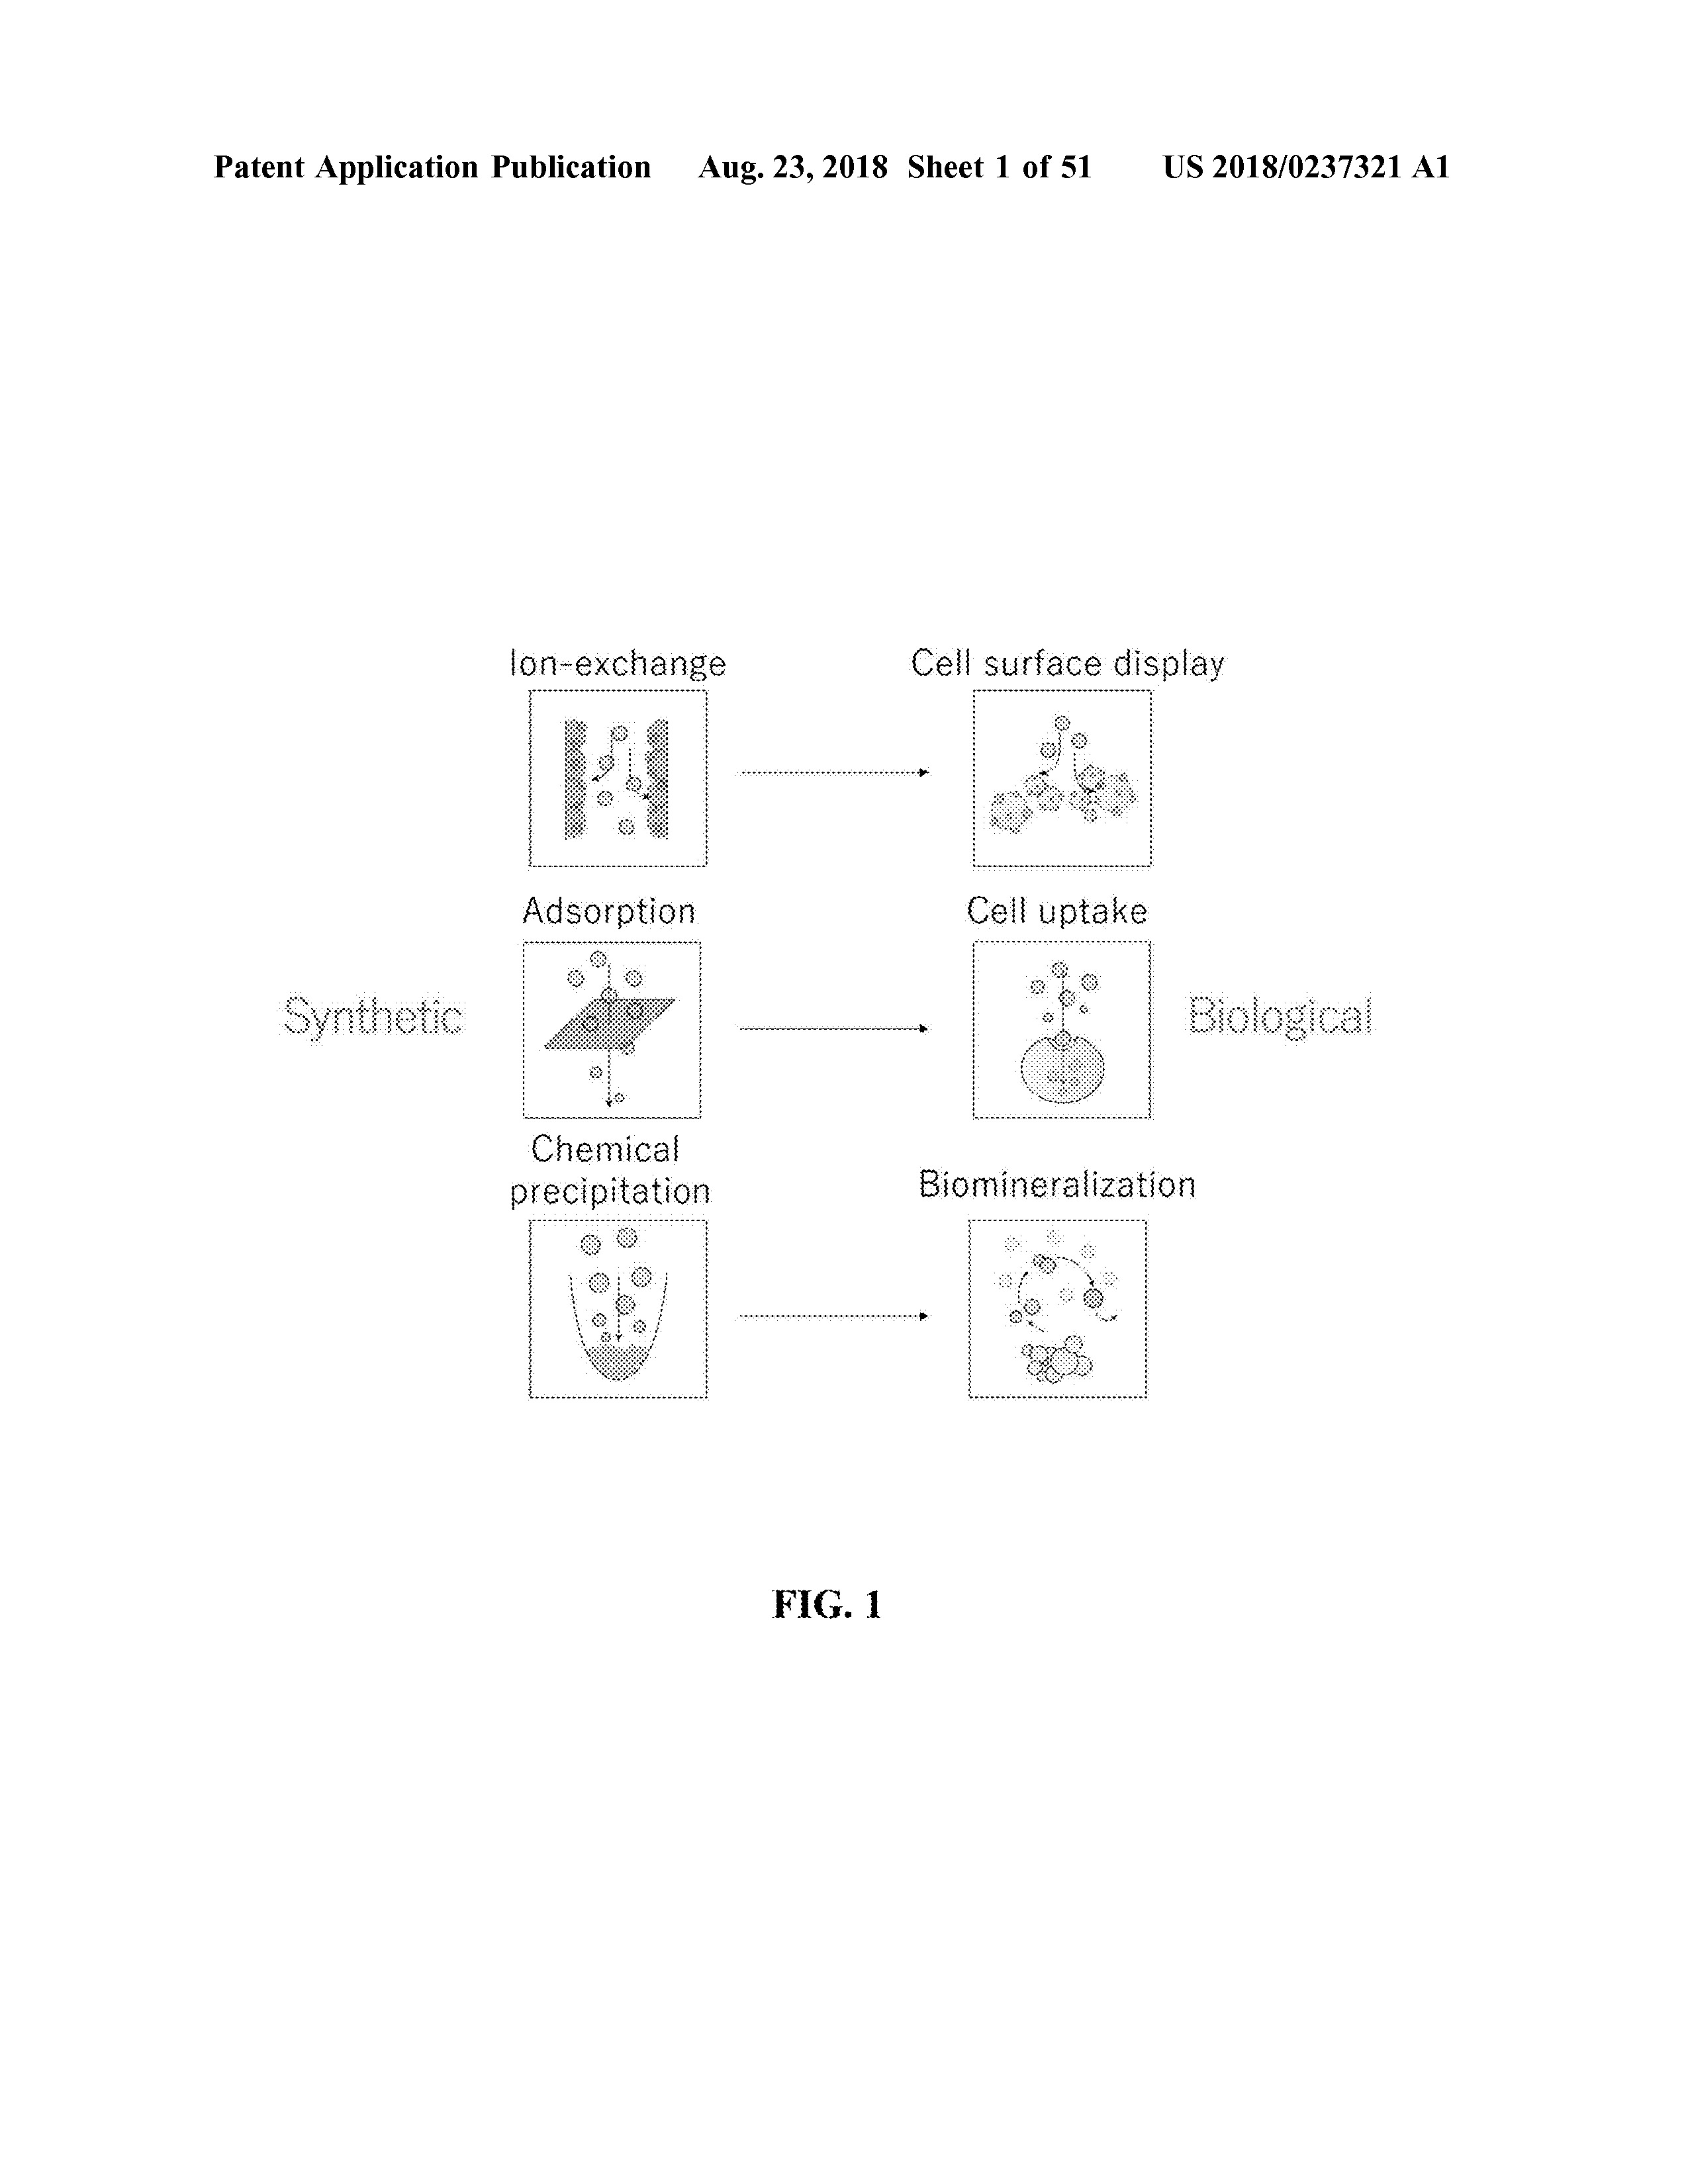 Patent Application Publication Aug. 23, 2018 Sheet 1 of 51 US 2018/0237321 A1
Ion-exchange
Cell surface display
Adsorption
Cell uptake
Synthetic
Biological
Chemical
precipitation
Biomineralization
FIG. 1